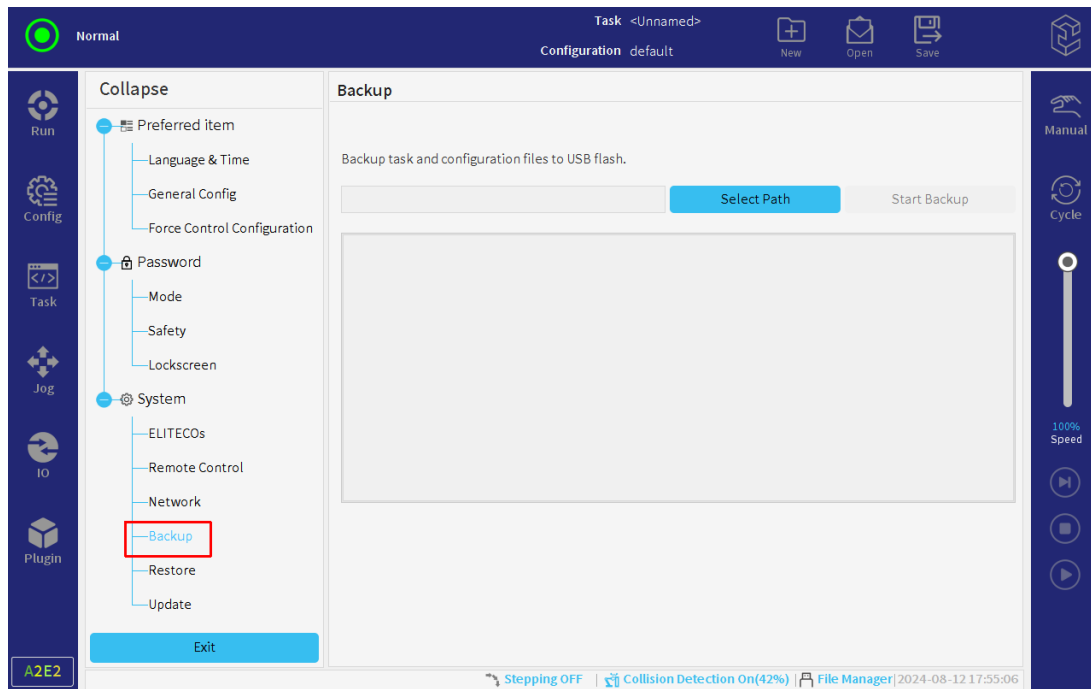 Normal
Task <Unnamed>
Configuration default
New
Open
Save
Run
Config
Task
Jog
IO
Plugin
A2E2
Collapse
Preferred item
Language & Time
General Config
Force Control Configuration
Password
Mode
Safety
Lockscreen
System
ELITECOs
Remote Control
Network
Backup
Restore
Update
Exit
Backup
Backup task and configuration files to USB flash.
Select Path
Start Backup
Manual
Cycle
100%
Speed
Stepping OFF | Collision Detection On(42%) | File Manager | 2024-08-12 17:55:06